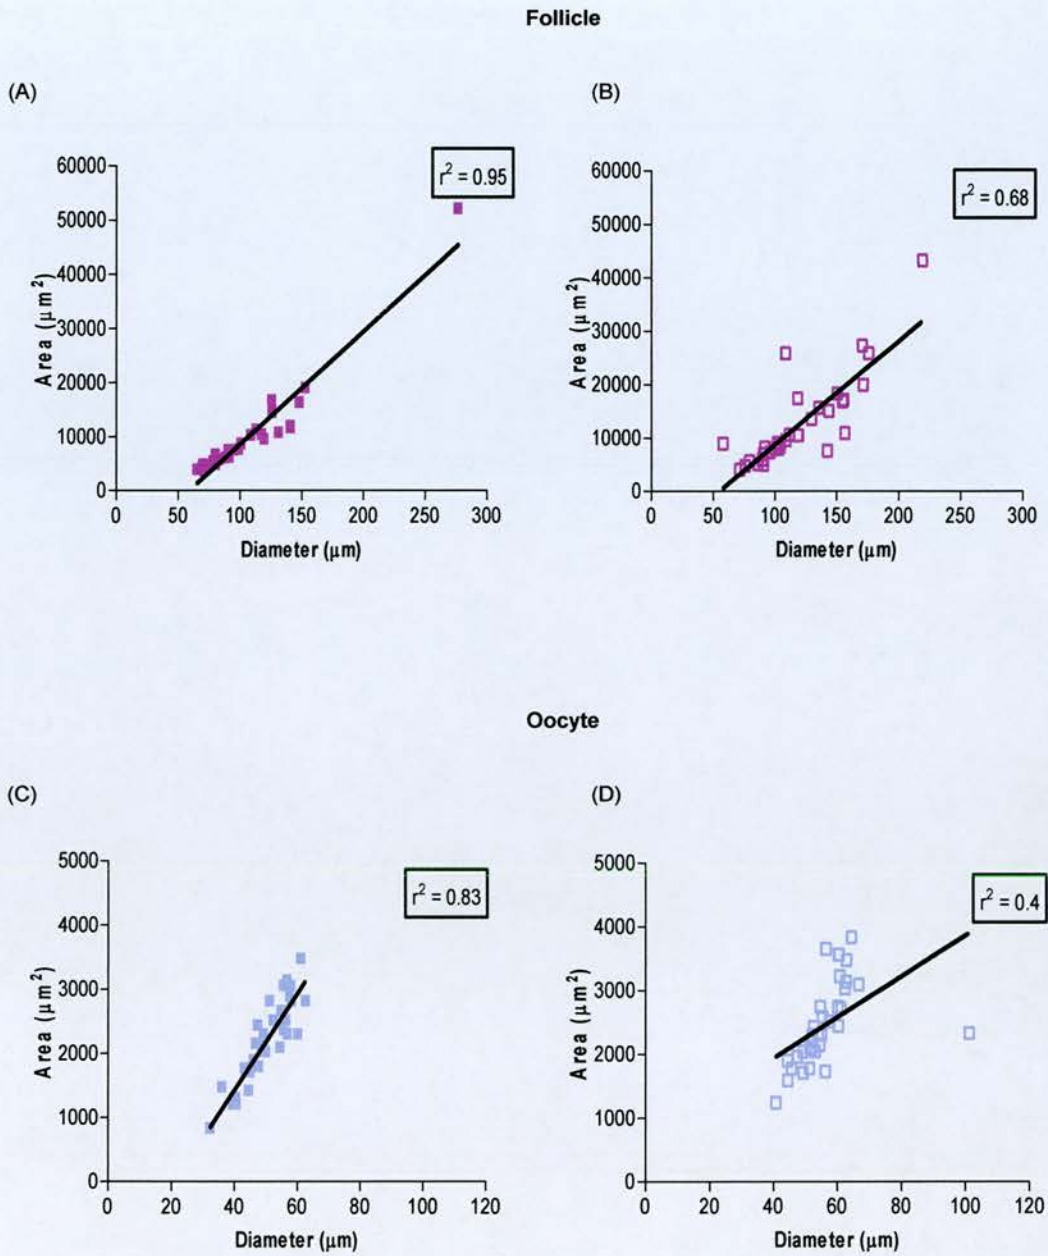 Follicle
(A)
r² = 0.95
Area (μm²)
60000
50000
40000
30000
20000
10000
0
0 50 100 150 200 250 300
Diameter (μm)
(B)
r² = 0.68
Area (μm²)
60000
50000
40000
30000
20000
10000
0
0 50 100 150 200 250 300
Diameter (μm)
Oocyte
(C)
r² = 0.83
Area (μm²)
5000
4000
3000
2000
1000
0
0 20 40 60 80 100 120
Diameter (μm)
(D)
r² = 0.4
Area (μm²)
5000
4000
3000
2000
1000
0
0 20 40 60 80 100 120
Diameter (μm)